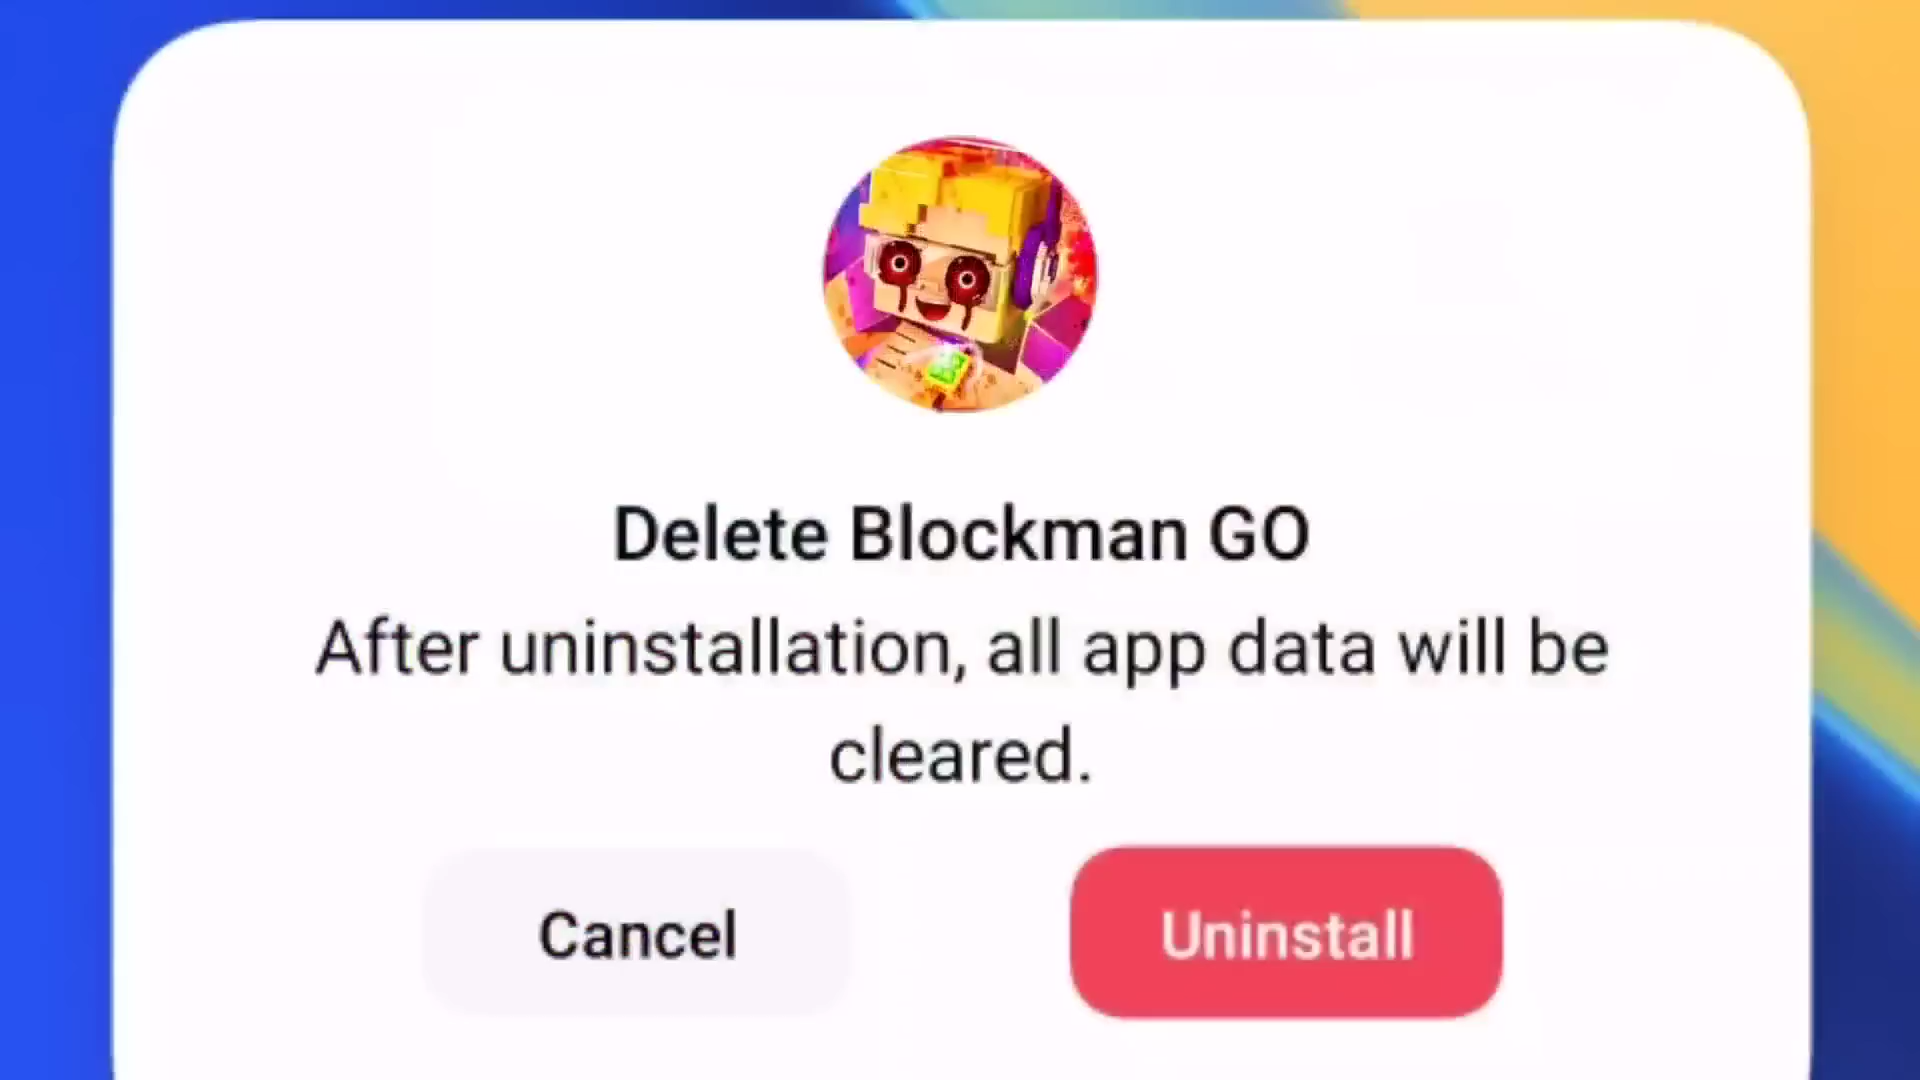 Delete Blockman GO
After uninstallation, all app data will be
cleared.
Cancel
Uninstall